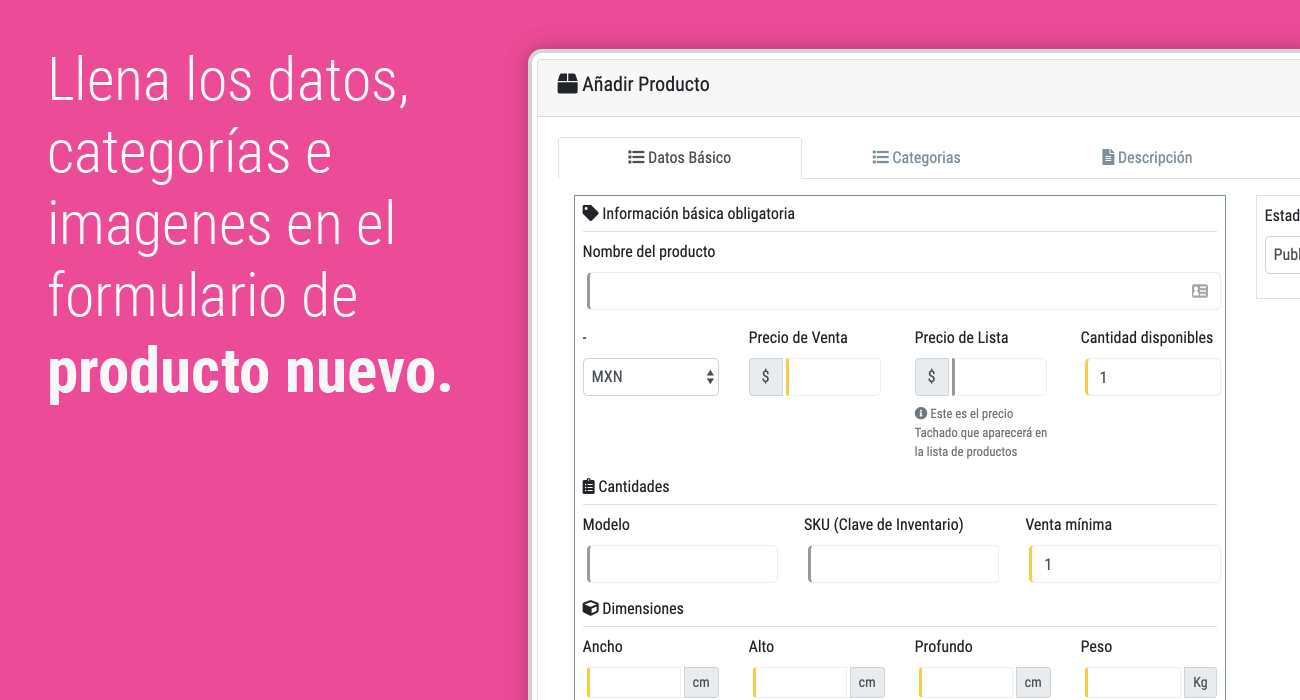 Llena los datos,
categorías e
imagenes en el
formulario de
producto nuevo.
Añadir Producto
Datos Básico
Categorias
Descripción
Información básica obligatoria
Nombre del producto
-
Precio de Venta
Precio de Lista
Cantidad disponibles
MXN
$
$
1
Este es el precio
Tachado que aparecerá en
la lista de productos
Cantidades
Modelo
SKU (Clave de Inventario)
Venta mínima
1
Dimensiones
Ancho
Alto
Profundo
Peso
cm
cm
cm
Kg
Estad
Publ